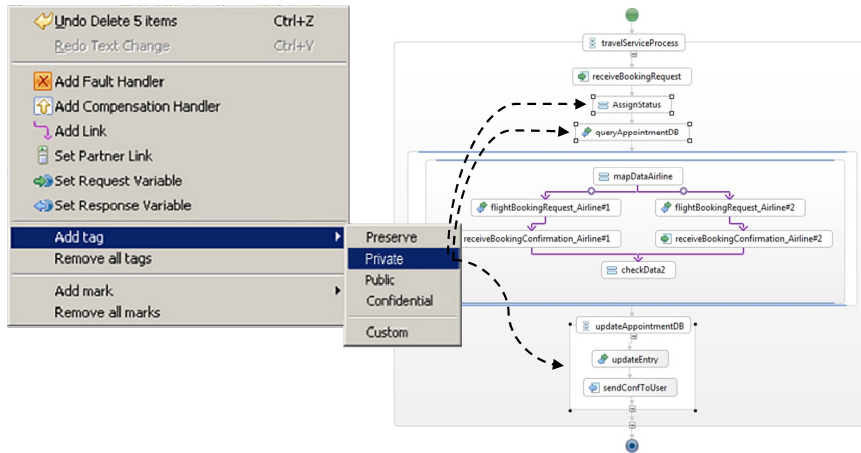 Undo Delete 5 items Ctrl+Z
Redo Text Change Ctrl+Y
Add Fault Handler
Add Compensation Handler
Add Link
Set Partner Link
Set Request Variable
Set Response Variable
Add tag
Remove all tags
Add mark
Remove all marks
Preserve
Private
Public
Confidential
Custom
travelServiceProcess
receiveBookingRequest
AssignStatus
queryAppointmentDB
mapDataAirline
flightBookingRequest_Airline#1
flightBookingRequest_Airline#2
receiveBookingConfirmation_Airline#1
receiveBookingConfirmation_Airline#2
checkData2
updateAppointmentDB
updateEntry
sendConfToUser